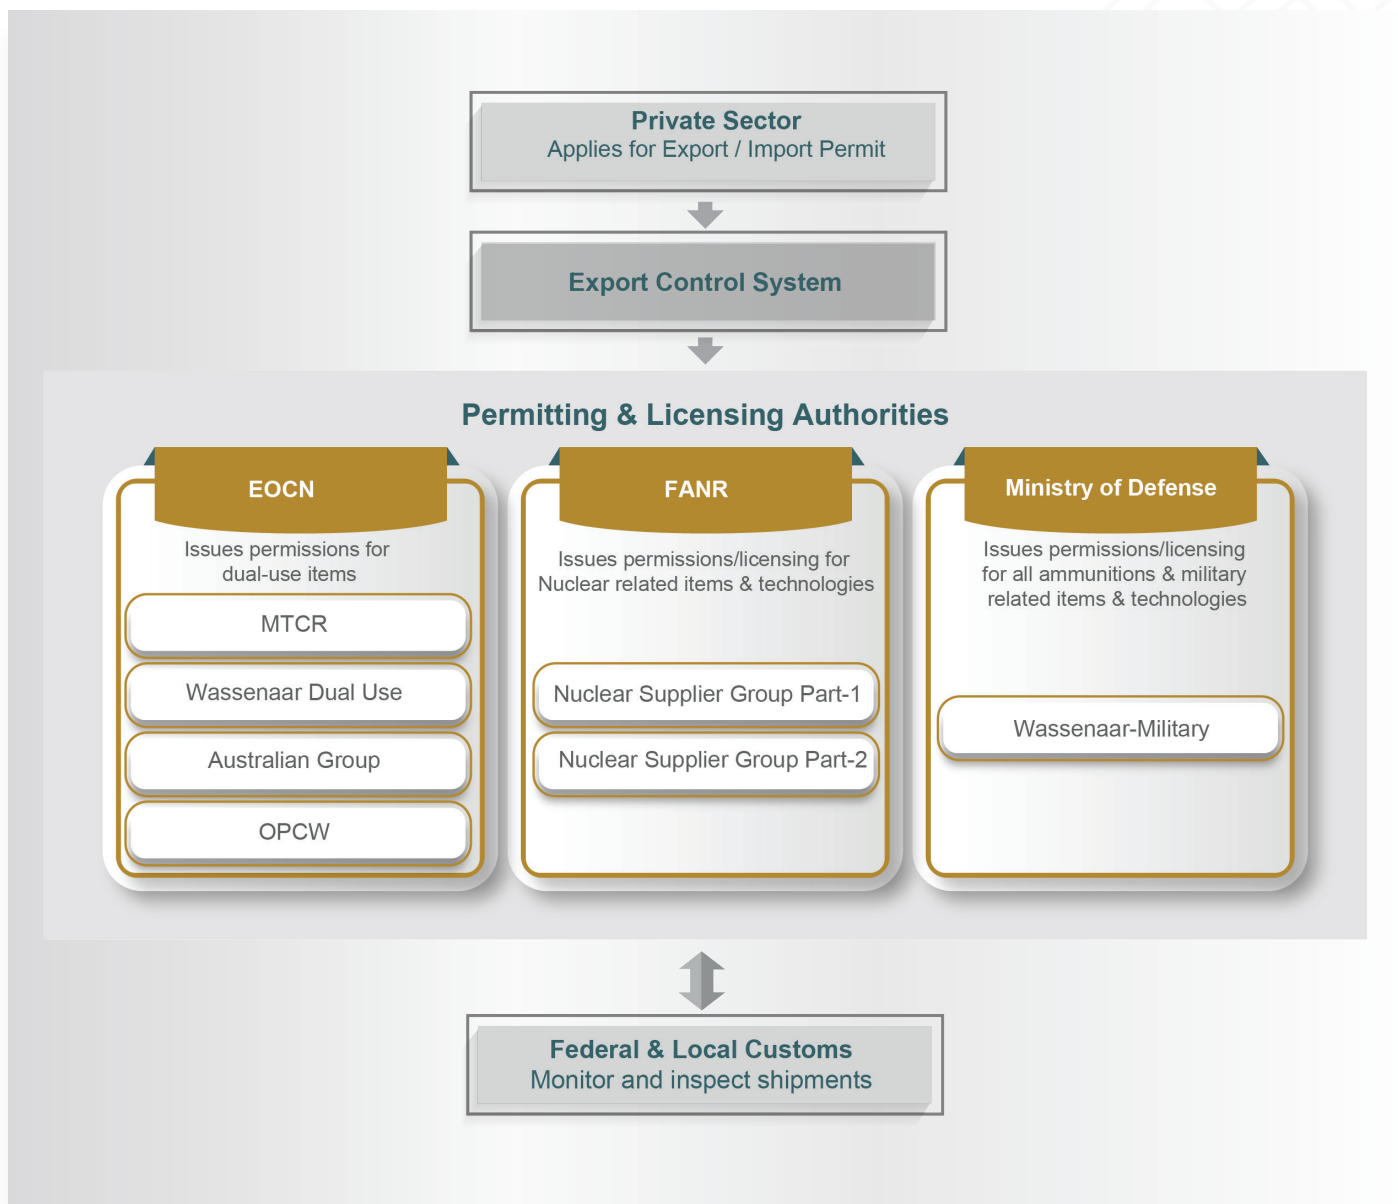 Private Sector
Applies for Export / Import Permit
Export Control System
Permitting & Licensing Authorities
EOCN
Issues permissions for
dual-use items
MTCR
Wassenaar Dual Use
Australian Group
OPCW
FANR
Issues permissions/licensing for
Nuclear related items & technologies
Nuclear Supplier Group Part-1
Nuclear Supplier Group Part-2
Ministry of Defense
Issues permissions/licensing
for all ammunitions & military
related items & technologies
Wassenaar-Military
Federal & Local Customs
Monitor and inspect shipments